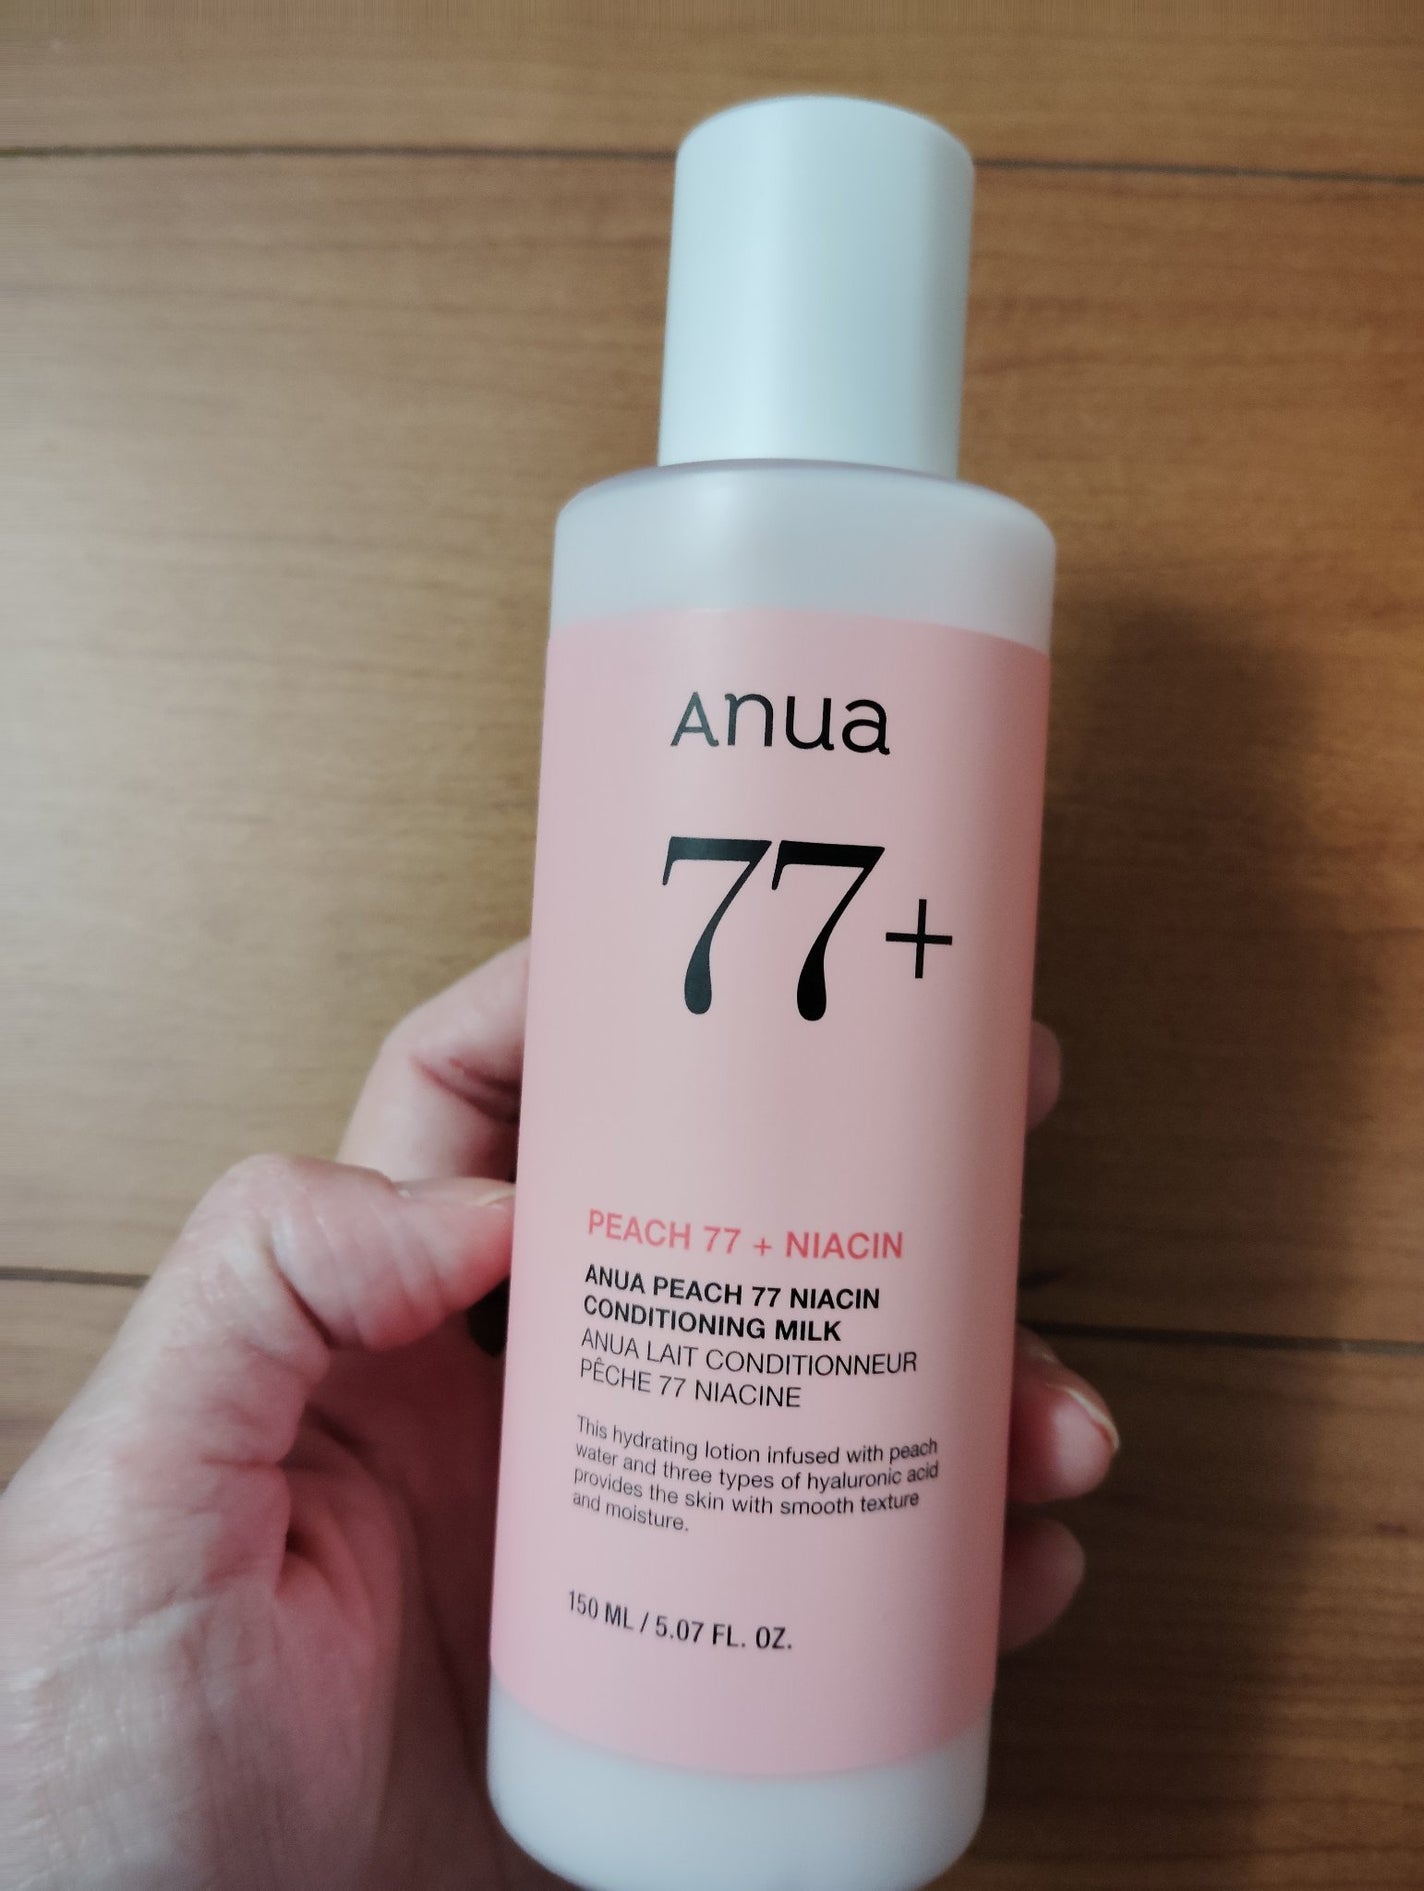 Anua
77+
PEACH 77 + NIACIN
ANUA PEACH 77 NIACIN
CONDITIONING MILK
ANUA LAIT CONDITIONNEUR
PÊCHE 77 NIACINE
This hydrating lotion infused with peach
water and three types of hyaluronic acid
provides the skin with smooth texture
and moisture.
150 ML / 5.07 FL. OZ.